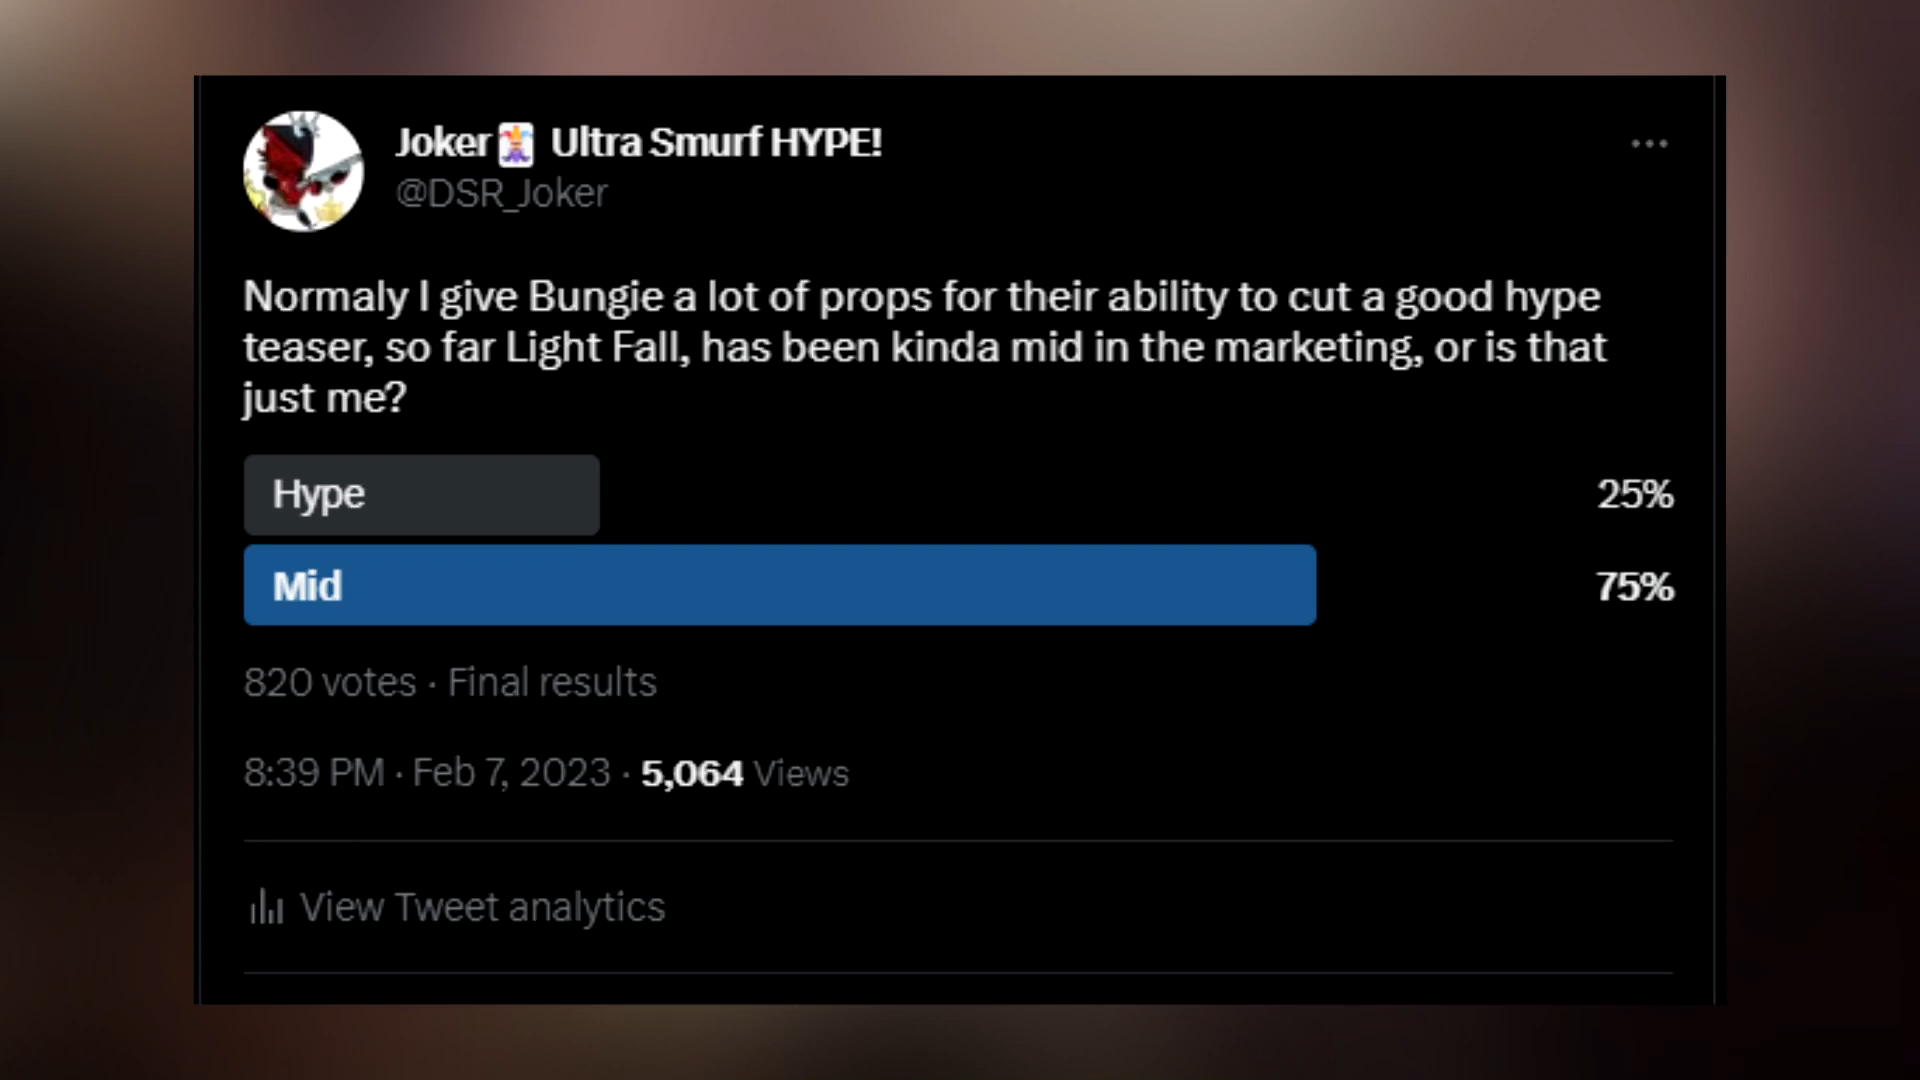 Joker🃏 Ultra Smurf HYPE!
@DSR_Joker
Normaly I give Bungie a lot of props for their ability to cut a good hype
teaser, so far Light Fall, has been kinda mid in the marketing, or is that
just me?
Hype 25%
Mid 75%
820 votes · Final results
8:39 PM · Feb 7, 2023 · 5,064 Views
View Tweet analytics